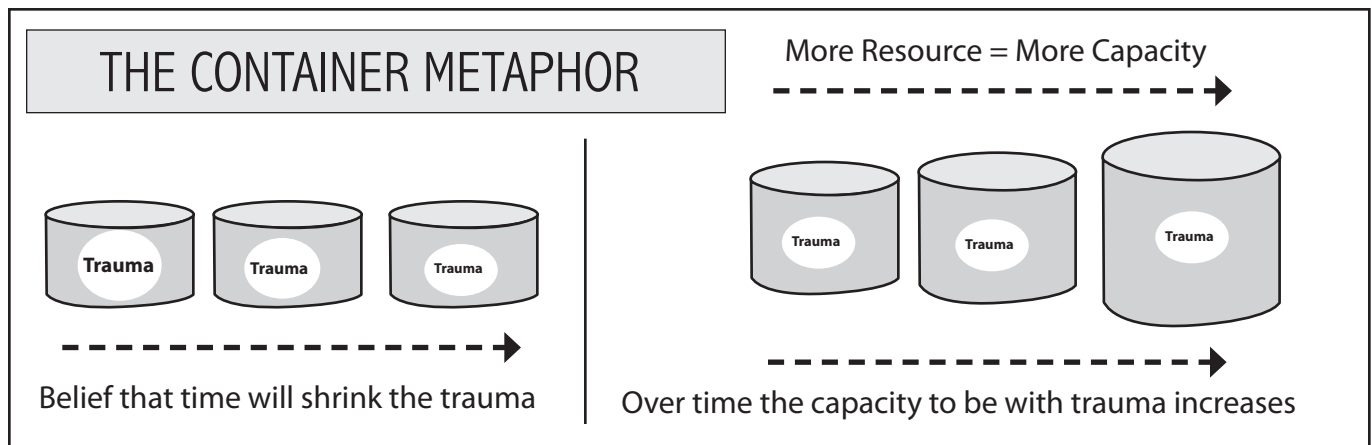 THE CONTAINER METAPHOR
Trauma
Trauma
Trauma
Belief that time will shrink the trauma
More Resource = More Capacity
Trauma
Trauma
Trauma
Over time the capacity to be with trauma increases